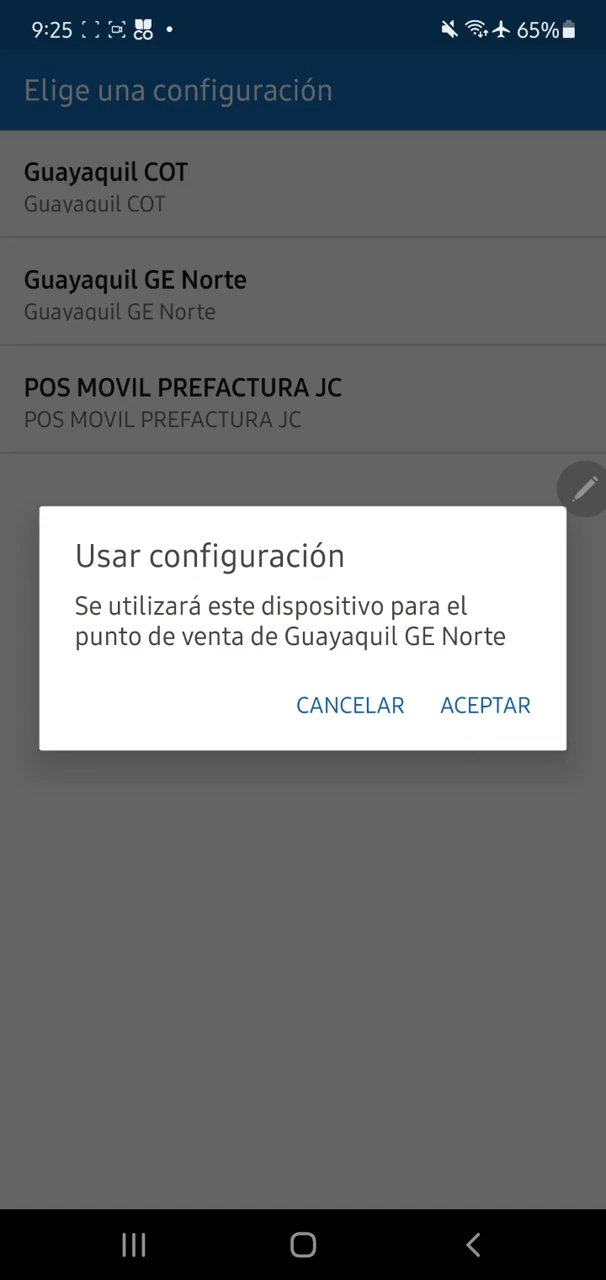 9:25
65%
Elige una configuración
Guayaquil COT
Guayaquil COT
Guayaquil GE Norte
Guayaquil GE Norte
POS MOVIL PREFACTURA JC
POS MOVIL PREFACTURA JC
Usar configuración
Se utilizará este dispositivo para el
punto de venta de Guayaquil GE Norte
CANCELAR ACEPTAR